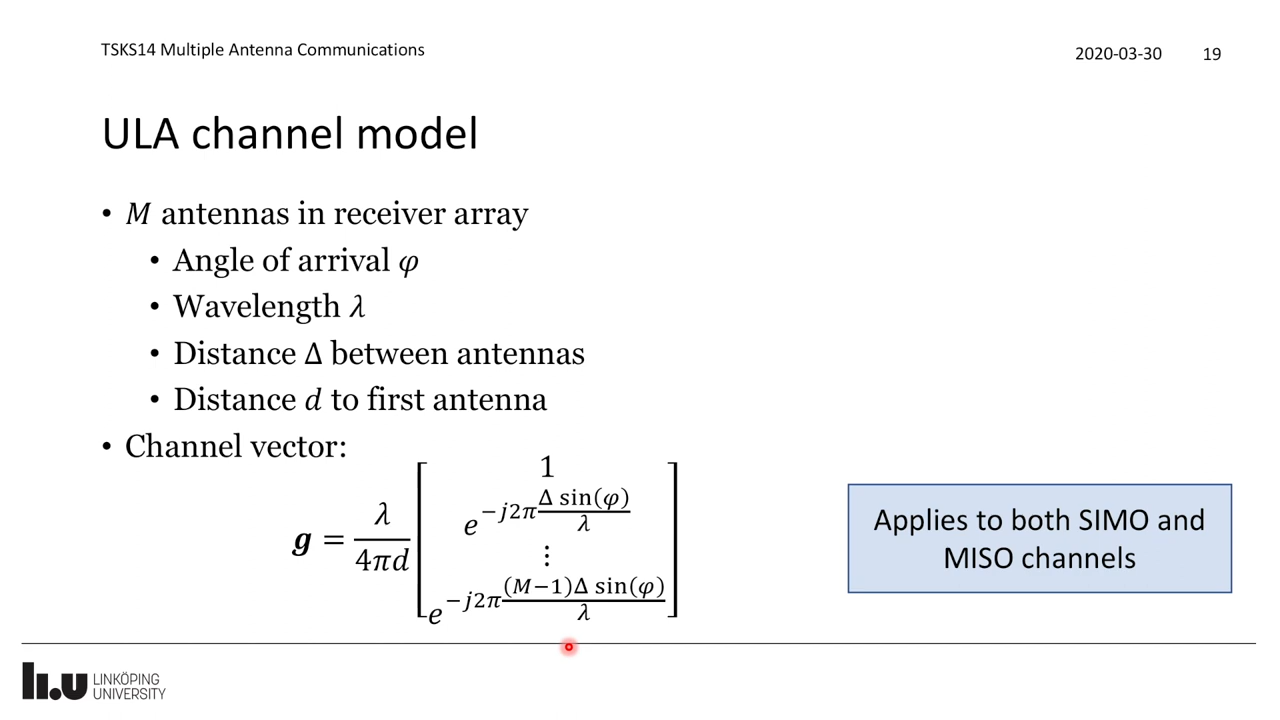 TSKS14 Multiple Antenna Communications
2020-03-30 19
ULA channel model
• M antennas in receiver array
• Angle of arrival φ
• Wavelength λ
• Distance Δ between antennas
• Distance d to first antenna
• Channel vector:
g = λ/(4πd) [1
e^{−j2π Δ sin(φ)/λ}
⋮
e^{−j2π (M−1)Δ sin(φ)/λ}]
Applies to both SIMO and
MISO channels
li.u LINKÖPING
UNIVERSITY